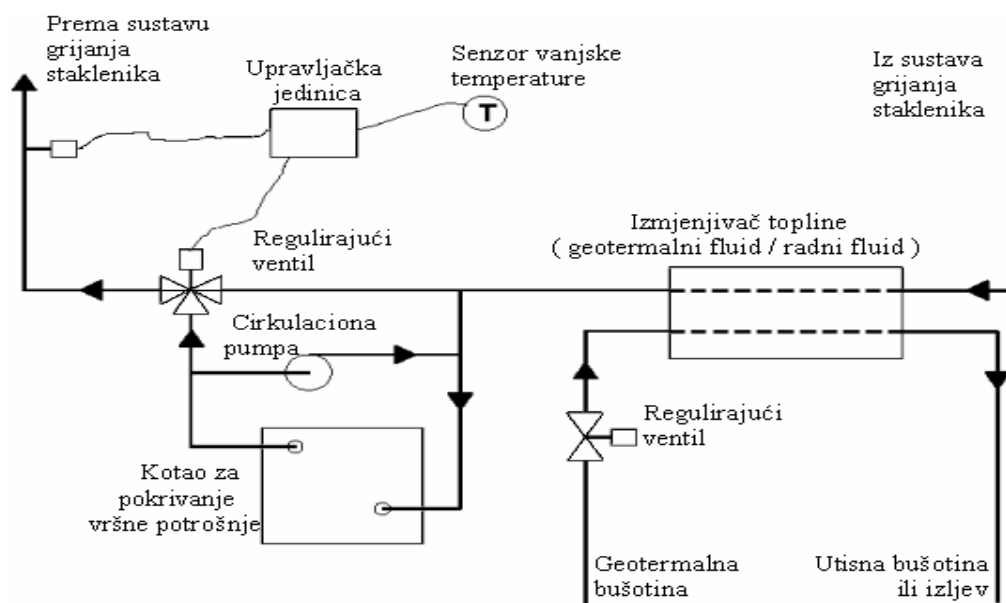 Prema sustavu
grijanja
staklenika
Upravljačka
jedinica
Senzor vanjske
temperature
T
Iz sustava
grijanja
staklenika
Regulirajući
ventil
Izmjenjivač topline
( geotermalni fluid / radni fluid )
Cirkulaciona
pumpa
Regulirajući
ventil
Kotao za
pokrivanje
vršne potrošnje
Geotermalna
bušotina
Utisna bušotina
ili izljev